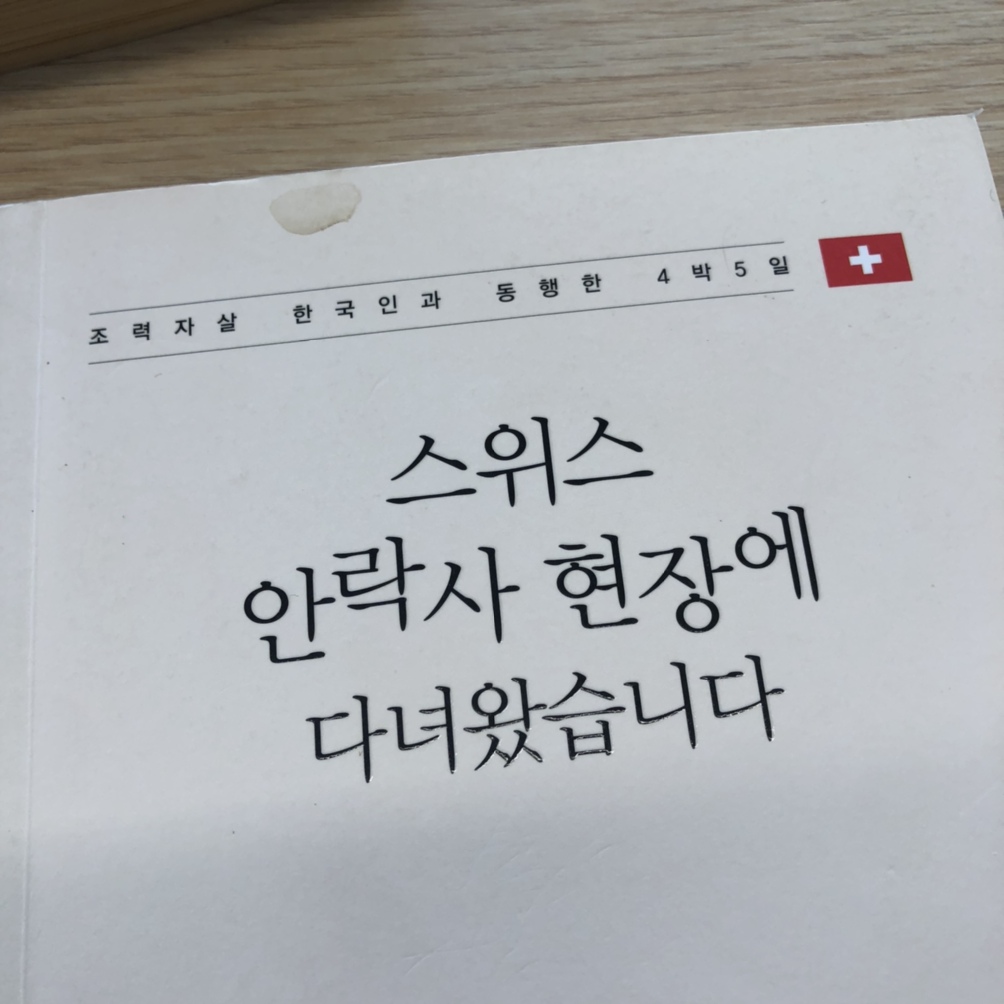 조력자살 한국인과 동행한 4박5일
스위스
안락사 현장에
다녀왔습니다